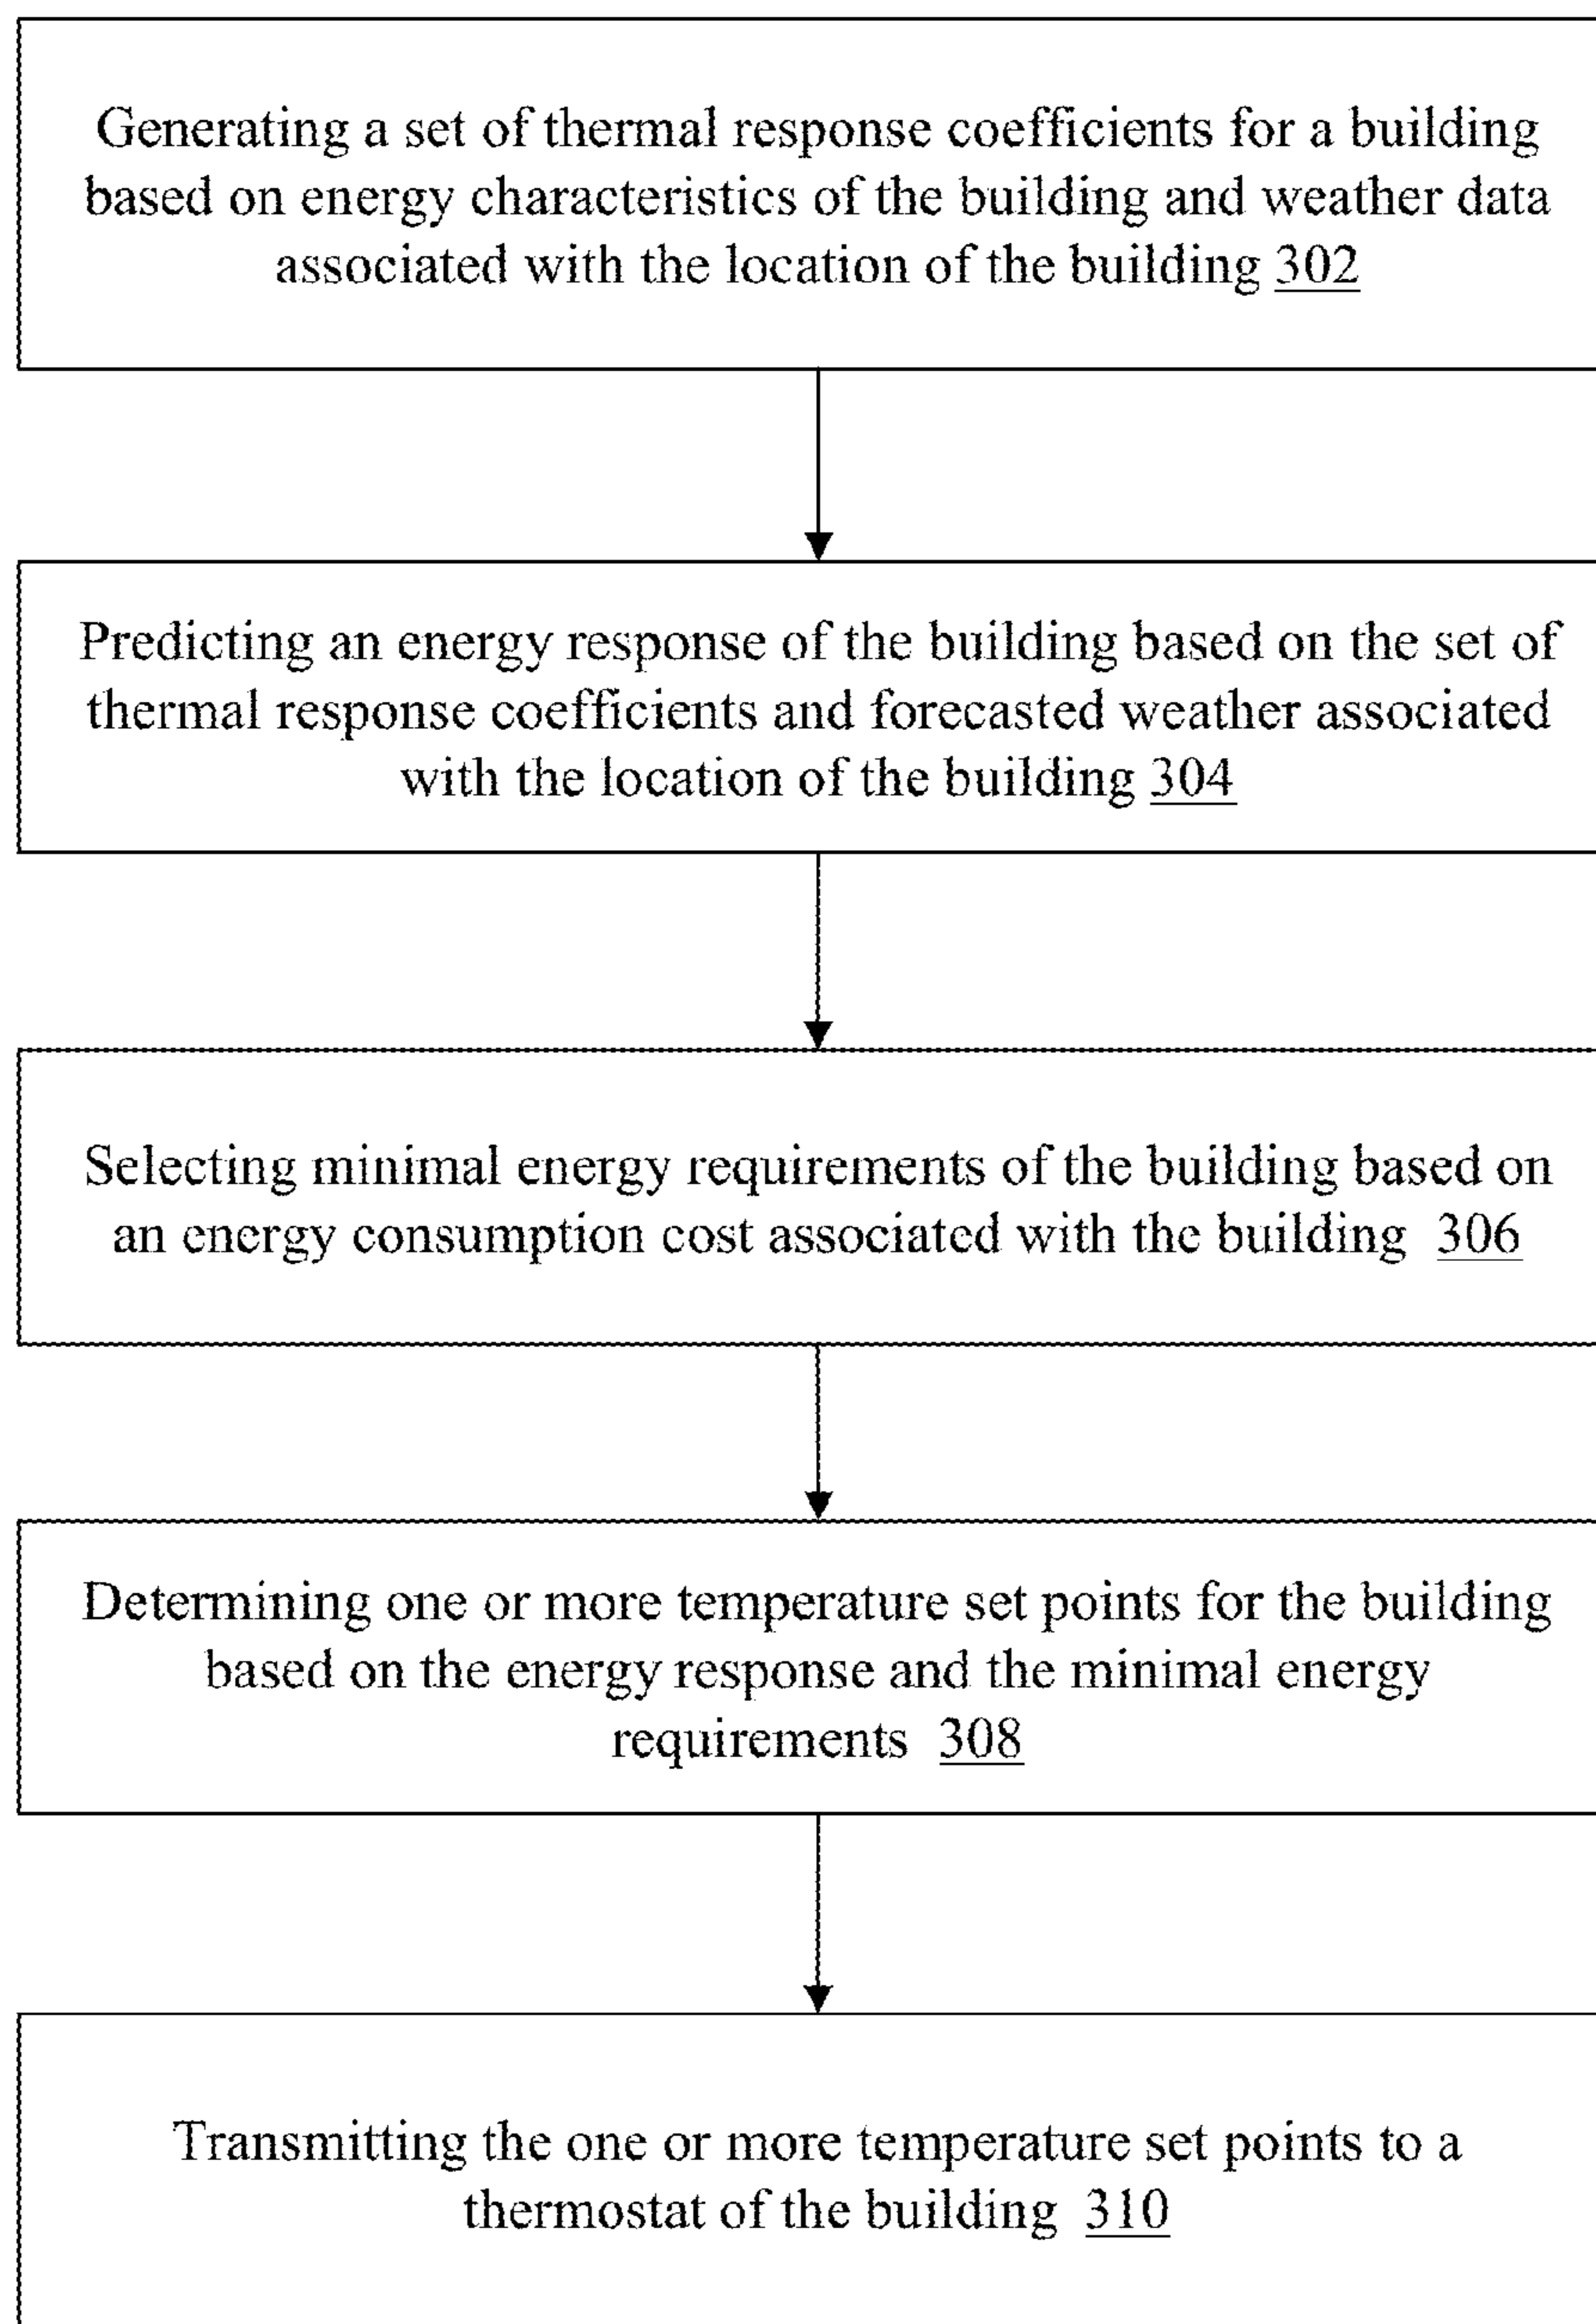 Generating a set of thermal response coefficients for a building
based on energy characteristics of the building and weather data
associated with the location of the building 302
Predicting an energy response of the building based on the set of
thermal response coefficients and forecasted weather associated
with the location of the building 304
Selecting minimal energy requirements of the building based on
an energy consumption cost associated with the building 306
Determining one or more temperature set points for the building
based on the energy response and the minimal energy
requirements 308
Transmitting the one or more temperature set points to a
thermostat of the building 310